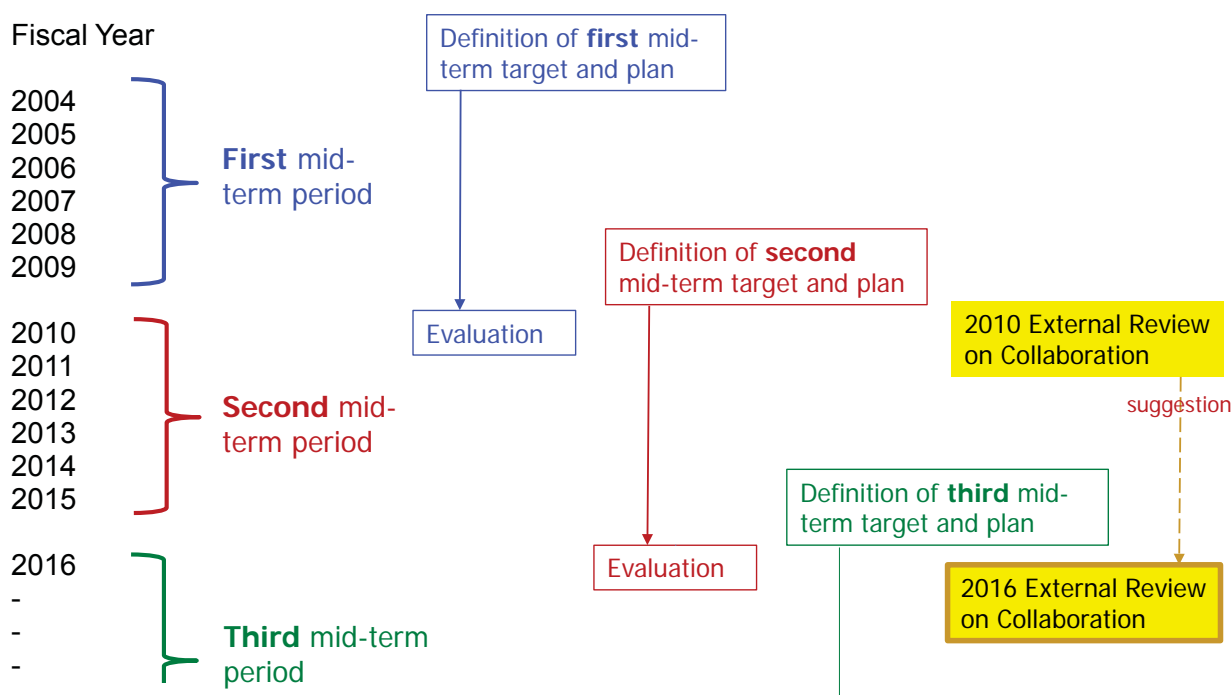 Fiscal Year
2004
2005
2006
2007
2008
2009
First mid-
term period
Definition of first mid-
term target and plan
Evaluation
2010
2011
2012
2013
2014
2015
Second mid-
term period
Definition of second
mid-term target and plan
Evaluation
2010 External Review
on Collaboration
suggestion
2016
-
-
-
Third mid-term
period
Definition of third mid-
term target and plan
2016 External Review
on Collaboration